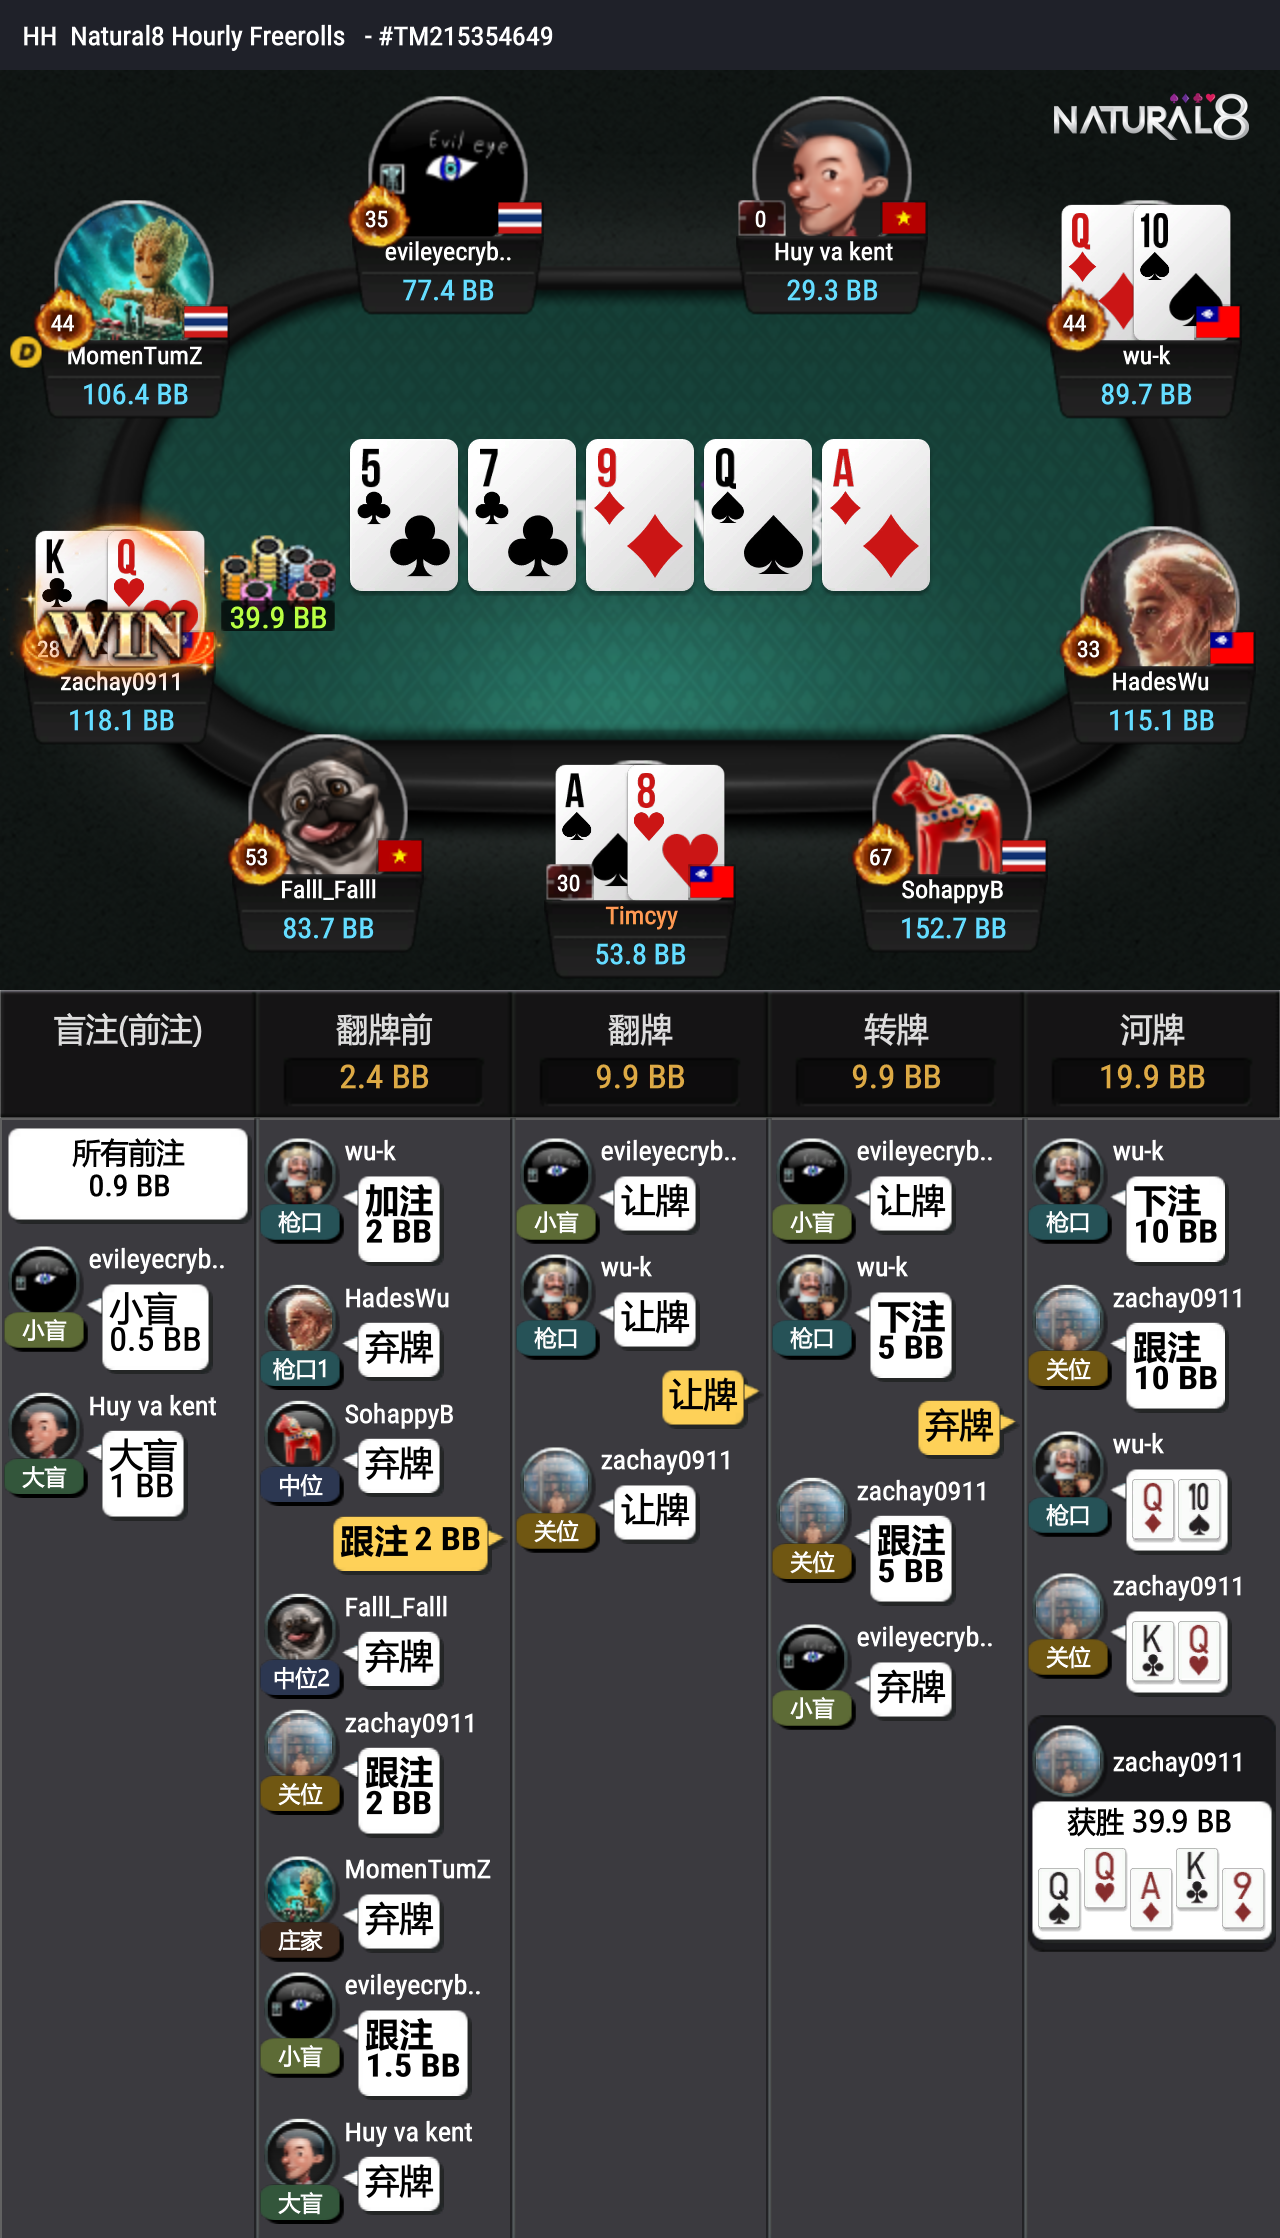 HH Natural8 Hourly Freerolls - #TM215354649
NATURAL8
Evil eye
35
evileyecryb..
77.4 BB
0
Huy va kent
29.3 BB
44
D
MomenTumZ
106.4 BB
Q 10
44
wu-k
89.7 BB
5 7 9 Q A
K Q
WIN
28
zachay0911
118.1 BB
39.9 BB
33
HadesWu
115.1 BB
53
Falll_Falll
83.7 BB
A 8
30
Timcyy
53.8 BB
67
SohappyB
152.7 BB
盲注(前注)
所有前注
0.9 BB
evileyecryb..
小盲
小盲
0.5 BB
Huy va kent
大盲
大盲
1 BB
翻牌前
2.4 BB
wu-k
枪口
加注
2 BB
HadesWu
枪口1
弃牌
SohappyB
中位
弃牌
跟注 2 BB
Falll_Falll
中位2
弃牌
zachay0911
关位
跟注
2 BB
MomenTumZ
庄家
弃牌
evileyecryb..
小盲
跟注
1.5 BB
Huy va kent
大盲
弃牌
翻牌
9.9 BB
evileyecryb..
小盲
让牌
wu-k
枪口
让牌
让牌
zachay0911
关位
让牌
转牌
9.9 BB
evileyecryb..
小盲
让牌
wu-k
枪口
下注
5 BB
弃牌
zachay0911
关位
跟注
5 BB
evileyecryb..
小盲
弃牌
河牌
19.9 BB
wu-k
枪口
下注
10 BB
zachay0911
关位
跟注
10 BB
wu-k
枪口
Q 10
zachay0911
关位
K Q
zachay0911
获胜 39.9 BB
Q Q A K 9